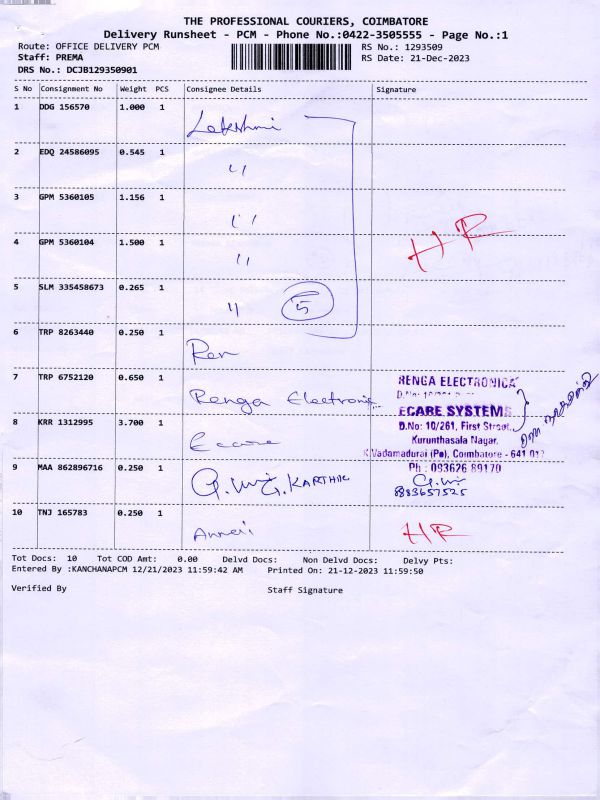 THE PROFESSIONAL COURIERS, COIMBATORE
Delivery Runsheet - PCM - Phone No.:0422-3505555 - Page No.:1
Route: OFFICE DELIVERY PCM RS No.: 1293509
Staff: PREMA RS Date: 21-Dec-2023
DRS No.: DCJB129350901
S No Consignment No Weight PCS Consignee Details Signature
1 DDG 156570 1.000 1 Lakshmi
2 EDQ 24586095 0.545 1 〃
3 GPM 5360105 1.156 1 〃
4 GPM 5360104 1.500 1 〃 HR
5 SLM 335458673 0.265 1 〃 5
6 TRP 8263440 0.250 1
7 TRP 6752120 0.650 1 Renga Electronic RENGA ELECTRONICA
8 KRR 1312995 3.700 1 Ecare ECARE SYSTEMS
D.No: 10/261, First Street,
Kurunthasala Nagar,
K.Vadamadurai (Po), Coimbatore - 641 017
9 MAA 862896716 0.250 1 G. KARTHIK Ph : 093626 89170
8883657525
10 TNJ 165783 0.250 1 HR
Tot Docs: 10 Tot COD Amt: 0.00 Delvd Docs: Non Delvd Docs: Delvy Pts:
Entered By :KANCHANAPCM 12/21/2023 11:59:42 AM Printed On: 21-12-2023 11:59:50
Verified By Staff Signature